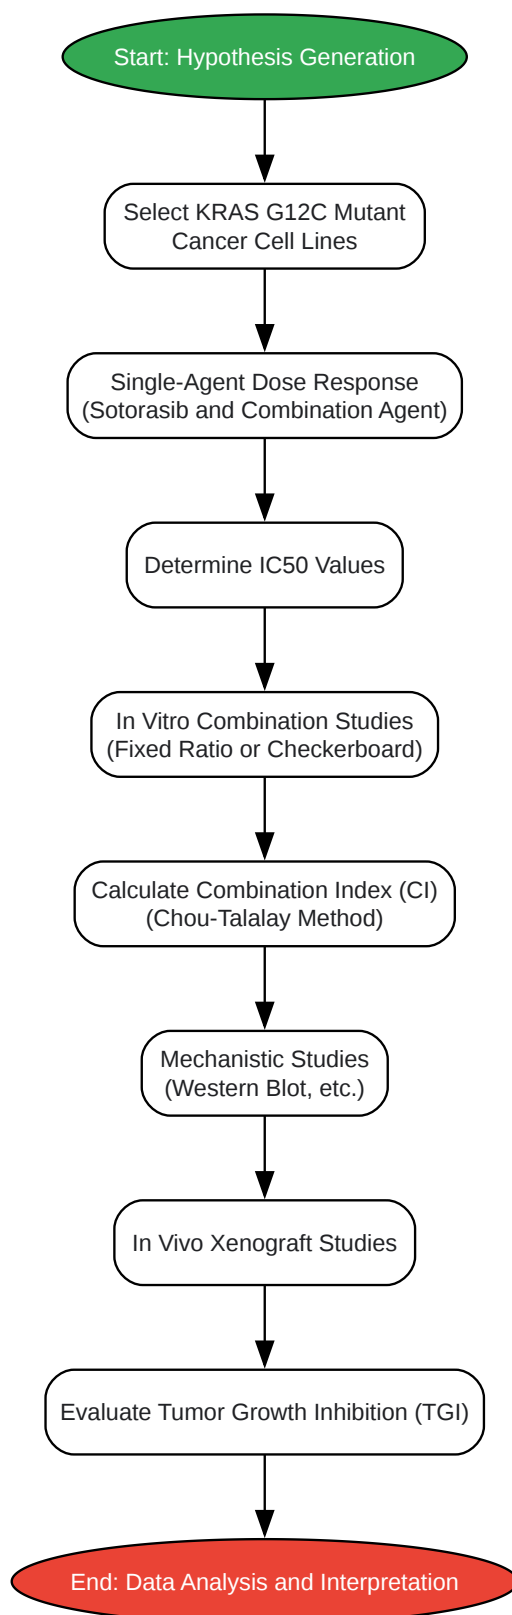 Start: Hypothesis Generation
Select KRAS G12C Mutant
Cancer Cell Lines
Single-Agent Dose Response
(Sotorasib and Combination Agent)
Determine IC50 Values
In Vitro Combination Studies
(Fixed Ratio or Checkerboard)
Calculate Combination Index (CI)
(Chou-Talalay Method)
Mechanistic Studies
(Western Blot, etc.)
In Vivo Xenograft Studies
Evaluate Tumor Growth Inhibition (TGI)
End: Data Analysis and Interpretation